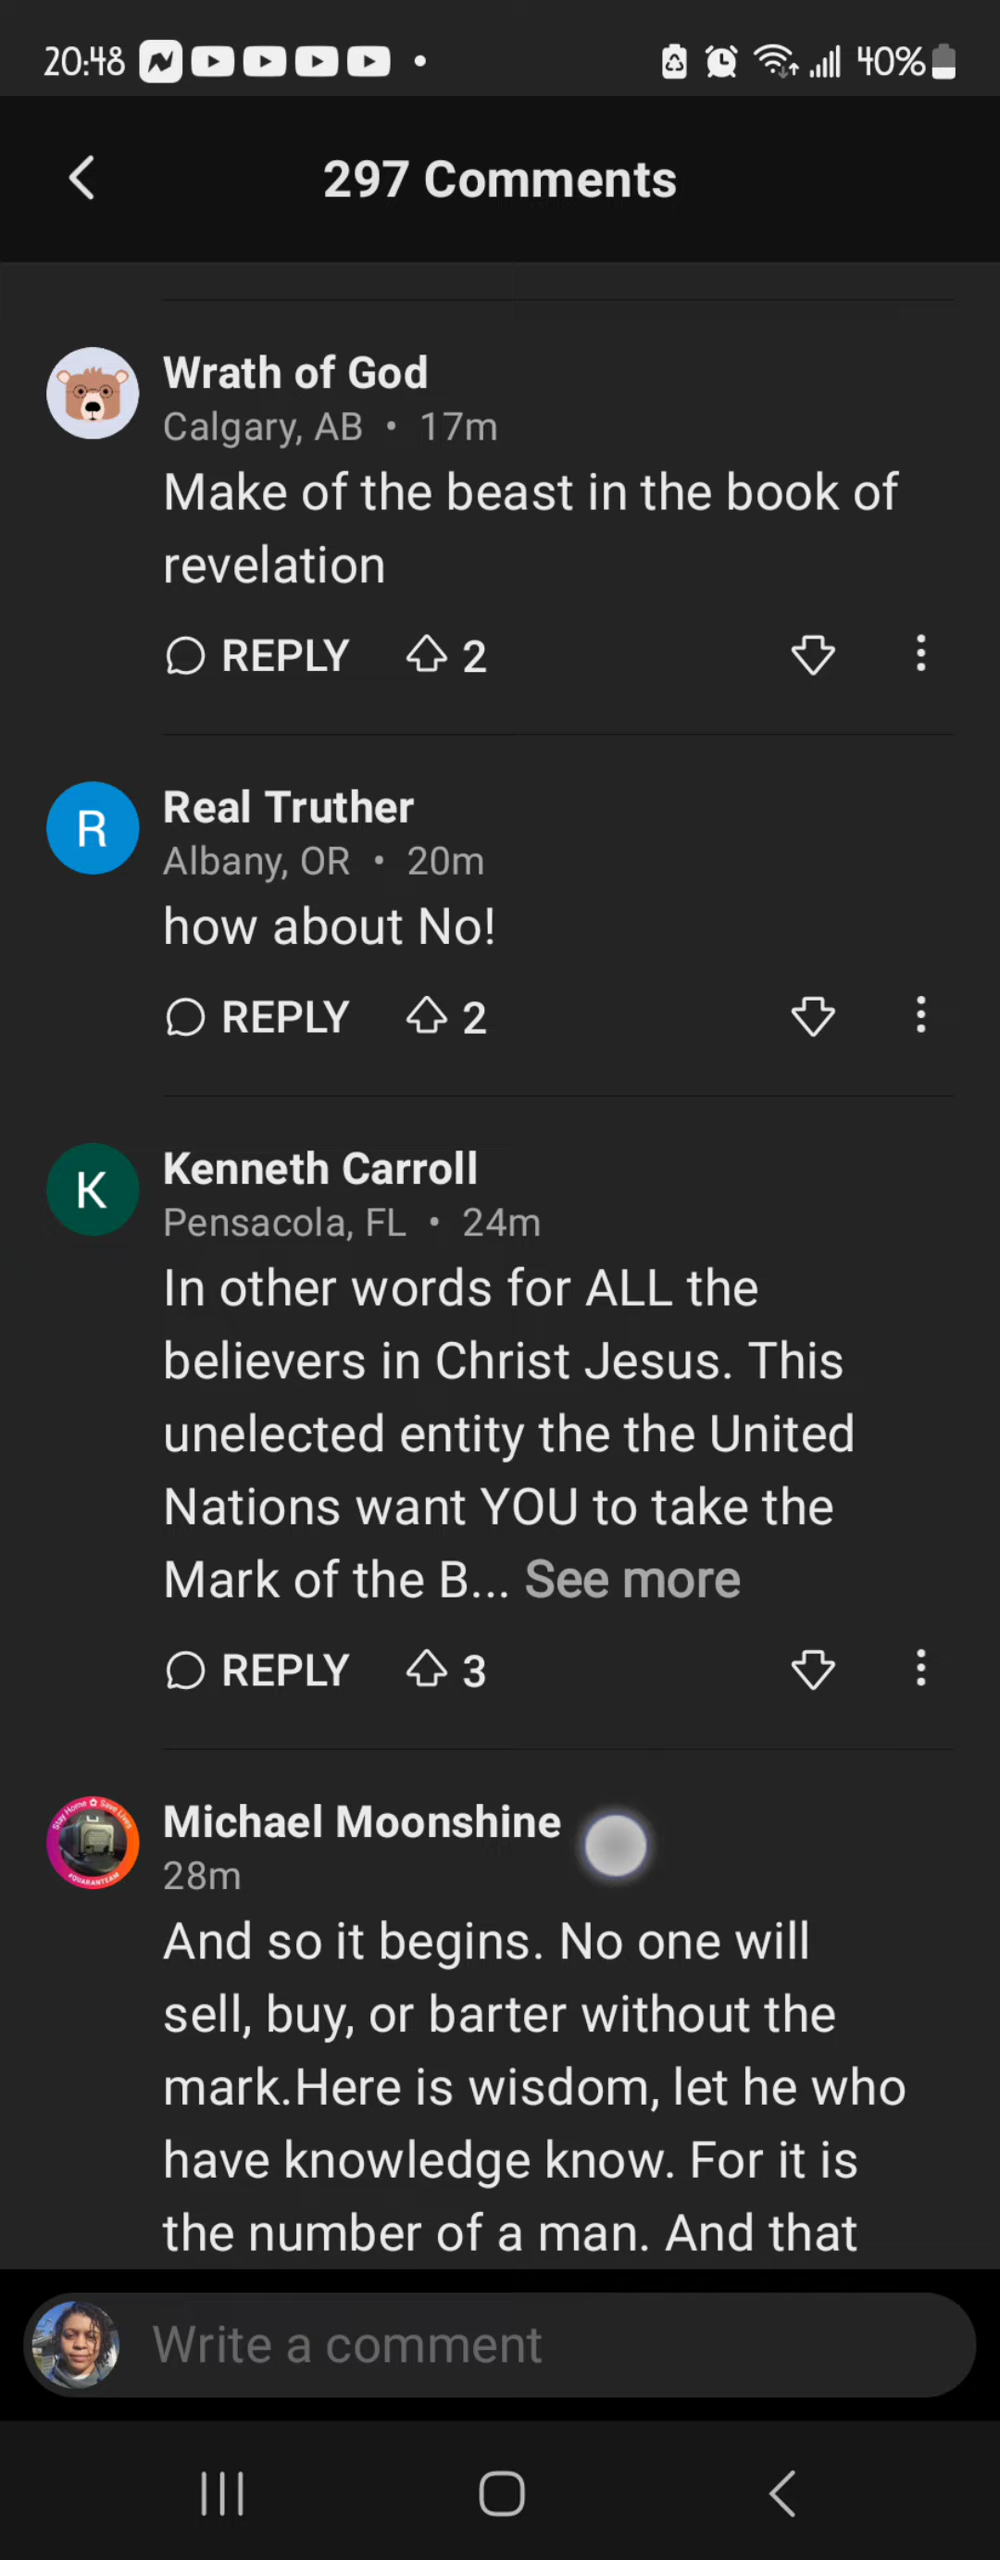 20:48 40%
297 Comments
Wrath of God
Calgary, AB • 17m
Make of the beast in the book of
revelation
REPLY 2
R
Real Truther
Albany, OR • 20m
how about No!
REPLY 2
K
Kenneth Carroll
Pensacola, FL • 24m
In other words for ALL the
believers in Christ Jesus. This
unelected entity the the United
Nations want YOU to take the
Mark of the B... See more
REPLY 3
Stay Home Save Lives
#QUARANTEAM
Michael Moonshine
28m
And so it begins. No one will
sell, buy, or barter without the
mark.Here is wisdom, let he who
have knowledge know. For it is
the number of a man. And that
Write a comment